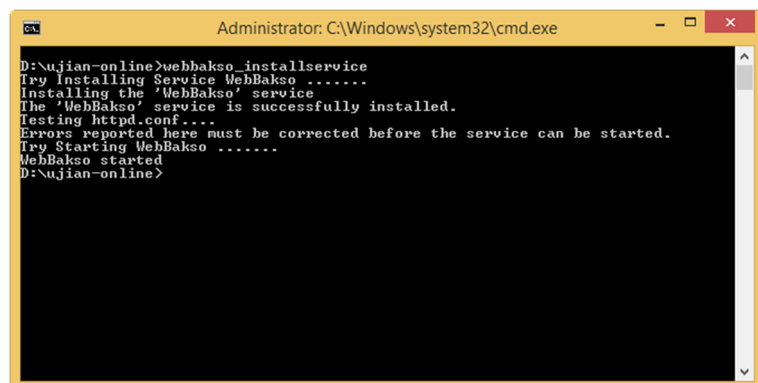 Administrator: C:\Windows\system32\cmd.exe
D:\ujian-online>webbakso_installservice
Try Installing Service WebBakso .......
Installing the 'WebBakso' service
The 'WebBakso' service is successfully installed.
Testing httpd.conf....
Errors reported here must be corrected before the service can be started.
Try Starting WebBakso .......
WebBakso started
D:\ujian-online>